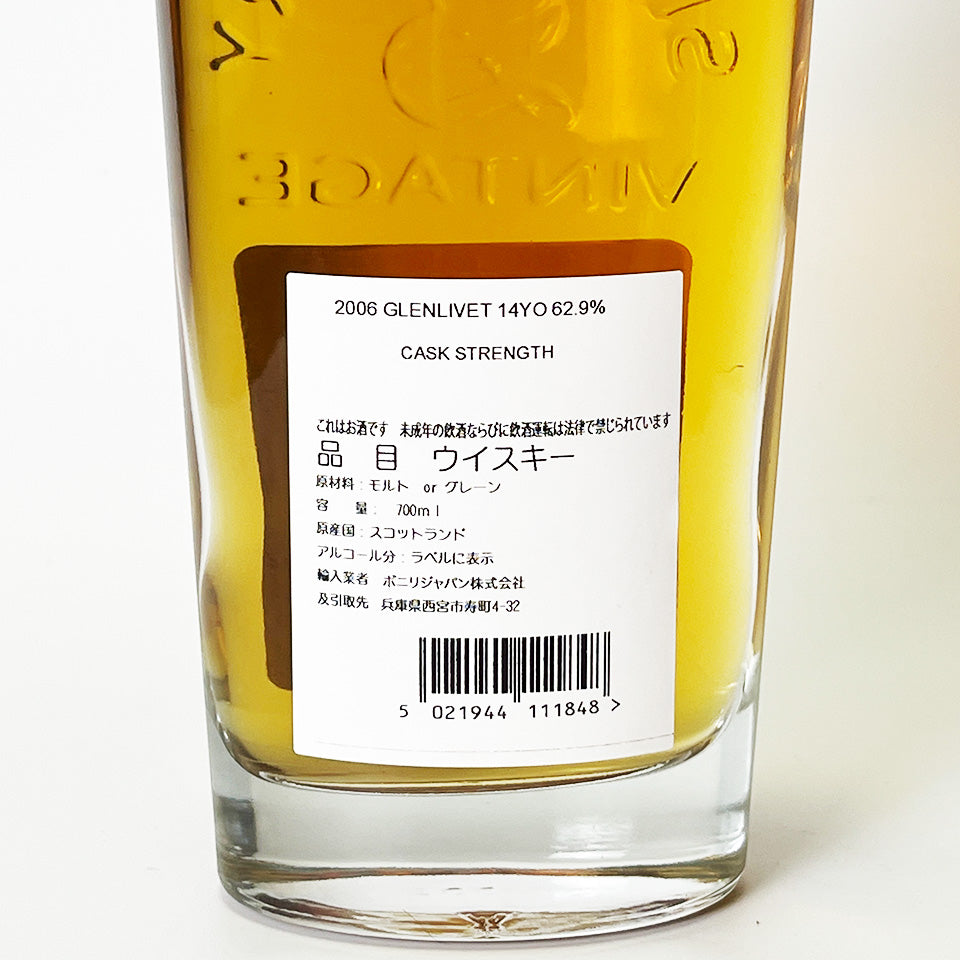 VINTAGE
2006 GLENLIVET 14YO 62.9%
CASK STRENGTH
これはお酒です 未成年の飲酒ならびに飲酒運転は法律で禁じられています
品 目 ウイスキー
原材料：モルト or グレーン
容 量： 700ml
原産国：スコットランド
アルコール分：ラベルに表示
輸入業者 ボニリジャパン株式会社
及引取先 兵庫県西宮市寿町4-32
5 021944 111848 >